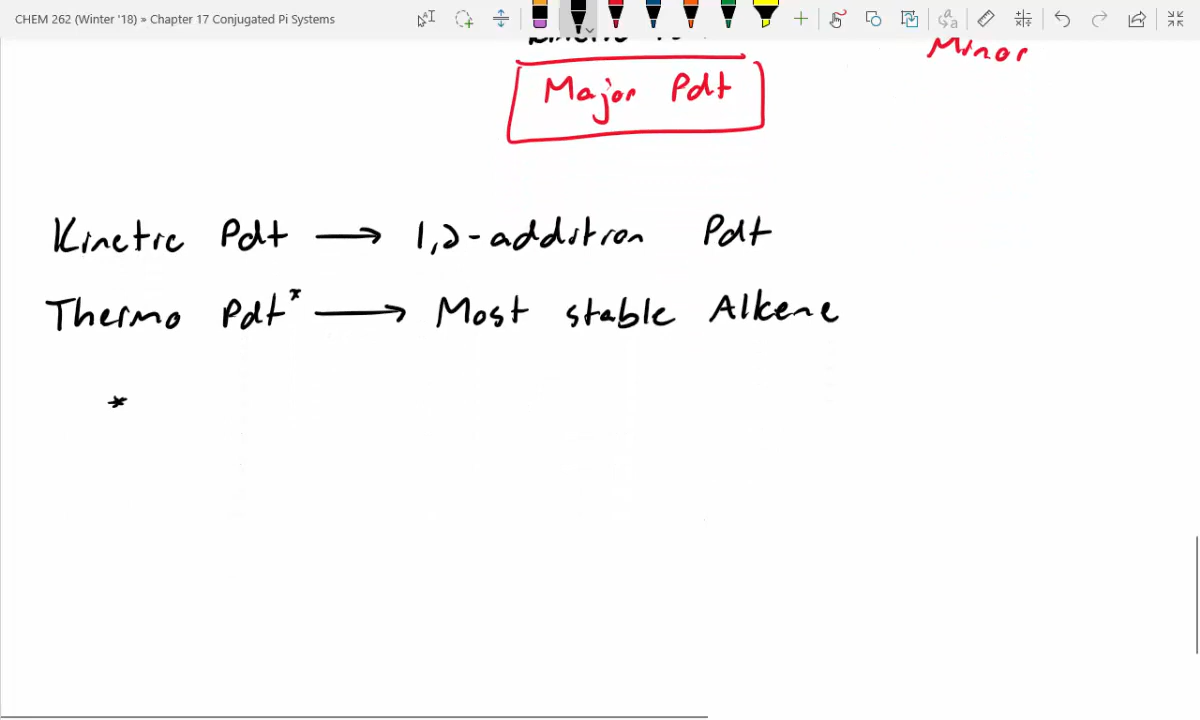 CHEM 262 (Winter '18) » Chapter 17 Conjugated Pi Systems
Minor
Major Pdt
Kinetic Pdt → 1,2-addition Pdt
Thermo Pdt* → Most stable Alkene
*